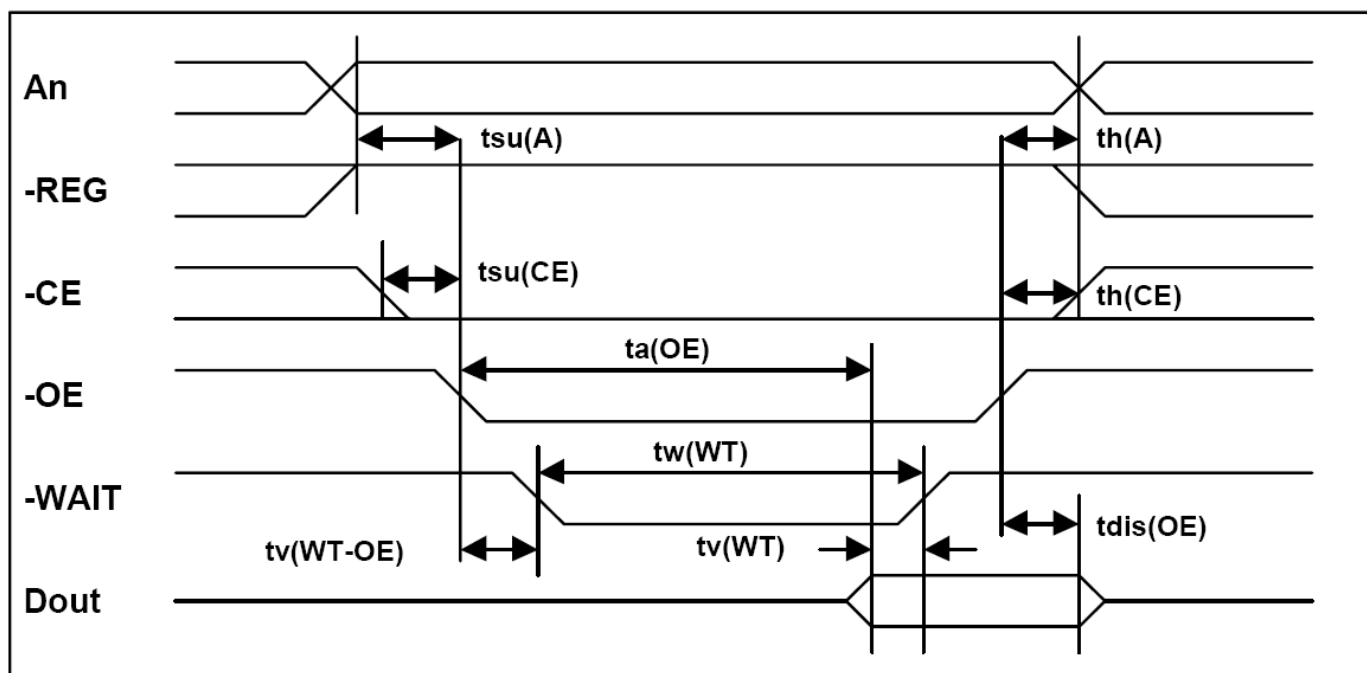 An
tsu(A)
th(A)
-REG
tsu(CE)
th(CE)
-CE
ta(OE)
-OE
tw(WT)
-WAIT
tv(WT-OE)
tv(WT)
tdis(OE)
Dout